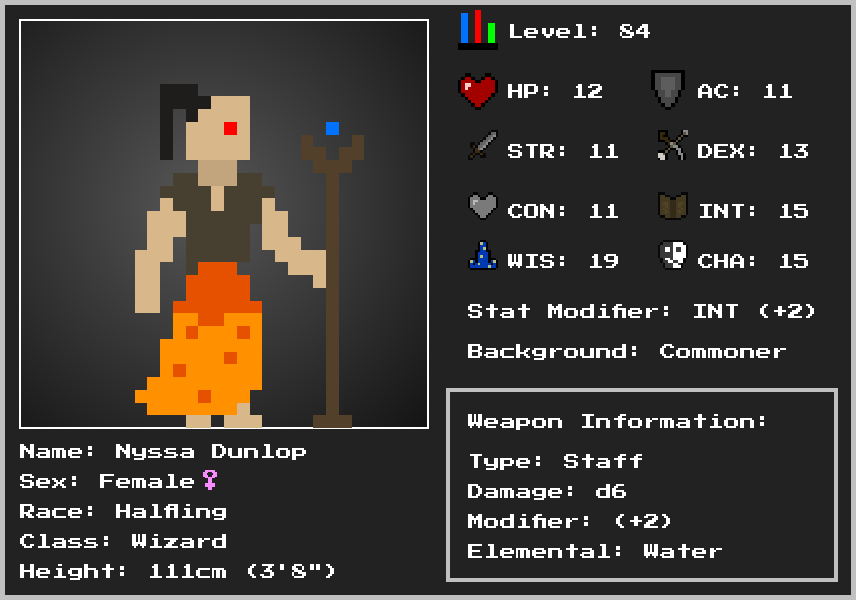 Level: 84
HP: 12
AC: 11
STR: 11
DEX: 13
CON: 11
INT: 15
WIS: 19
CHA: 15
Stat Modifier: INT (+2)
Background: Commoner
Name: Nyssa Dunlop
Sex: Female♀
Race: Halfling
Class: Wizard
Height: 111cm (3'8")
Weapon Information:
Type: Staff
Damage: d6
Modifier: (+2)
Elemental: Water